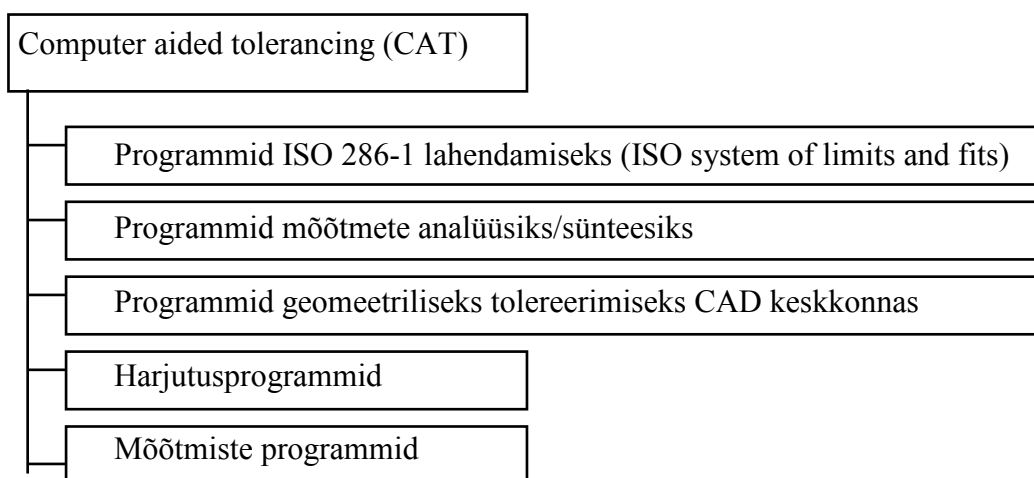 Computer aided tolerancing (CAT)
Programmid ISO 286-1 lahendamiseks (ISO system of limits and fits)
Programmid mõõtmete analüüsiks/sünteesiks
Programmid geomeetriliseks tolereerimiseks CAD keskkonnas
Harjutusprogrammid
Mõõtmiste programmid